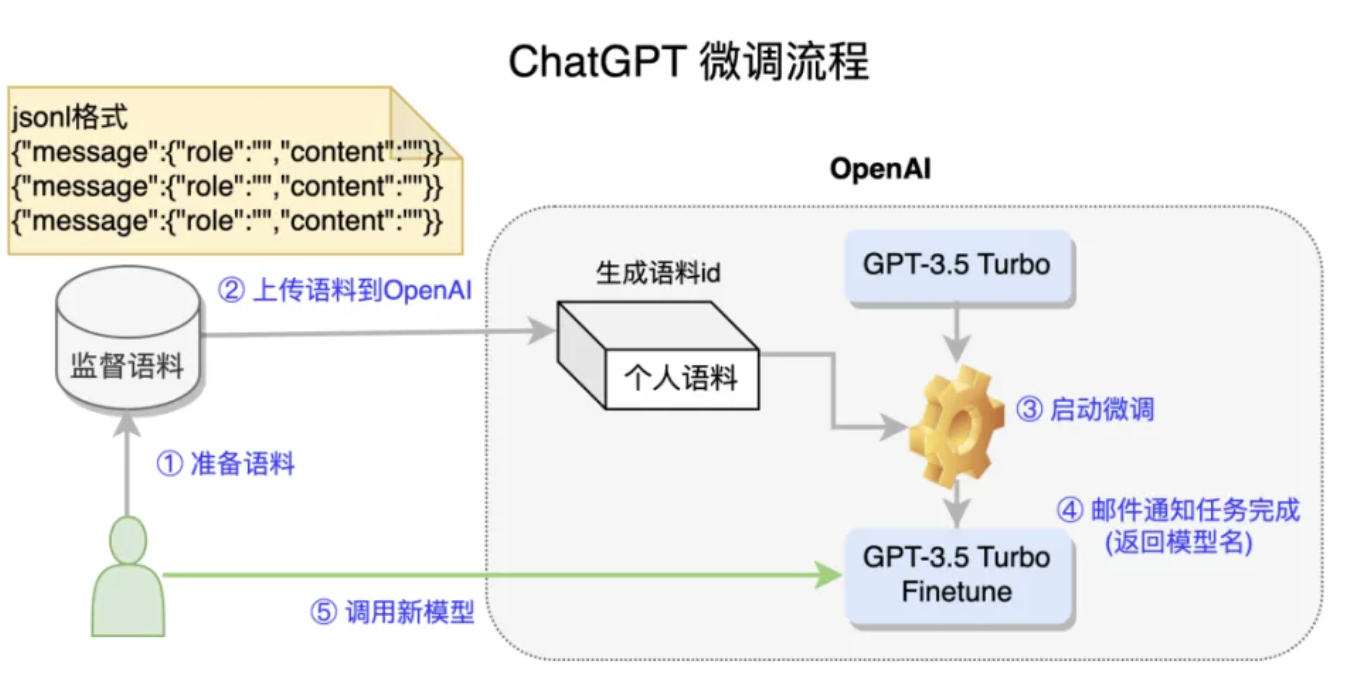 ChatGPT 微调流程
jsonl格式
{"message":{"role":"","content":""}}
{"message":{"role":"","content":""}}
{"message":{"role":"","content":""}}
OpenAI
② 上传语料到OpenAI
生成语料id
GPT-3.5 Turbo
监督语料
个人语料
③ 启动微调
① 准备语料
④ 邮件通知任务完成
(返回模型名)
GPT-3.5 Turbo
Finetune
⑤ 调用新模型